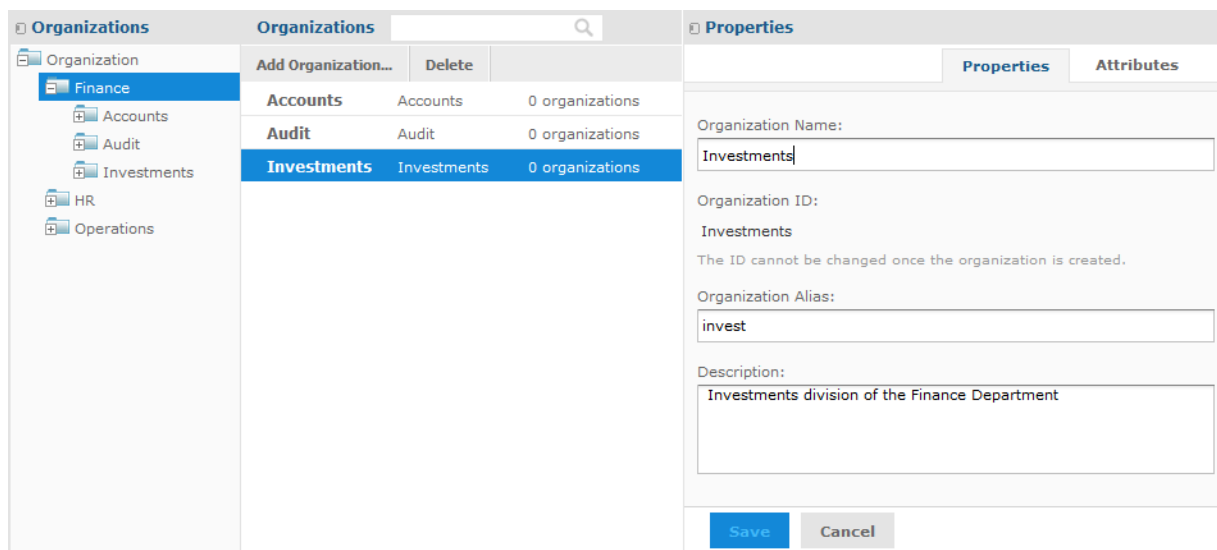 Organizations
Organization
Finance
Accounts
Audit
Investments
HR
Operations
Organizations
Add Organization... Delete
Accounts Accounts 0 organizations
Audit Audit 0 organizations
Investments Investments 0 organizations
Properties
Properties Attributes
Organization Name:
Investments
Organization ID:
Investments
The ID cannot be changed once the organization is created.
Organization Alias:
invest
Description:
Investments division of the Finance Department
Save Cancel